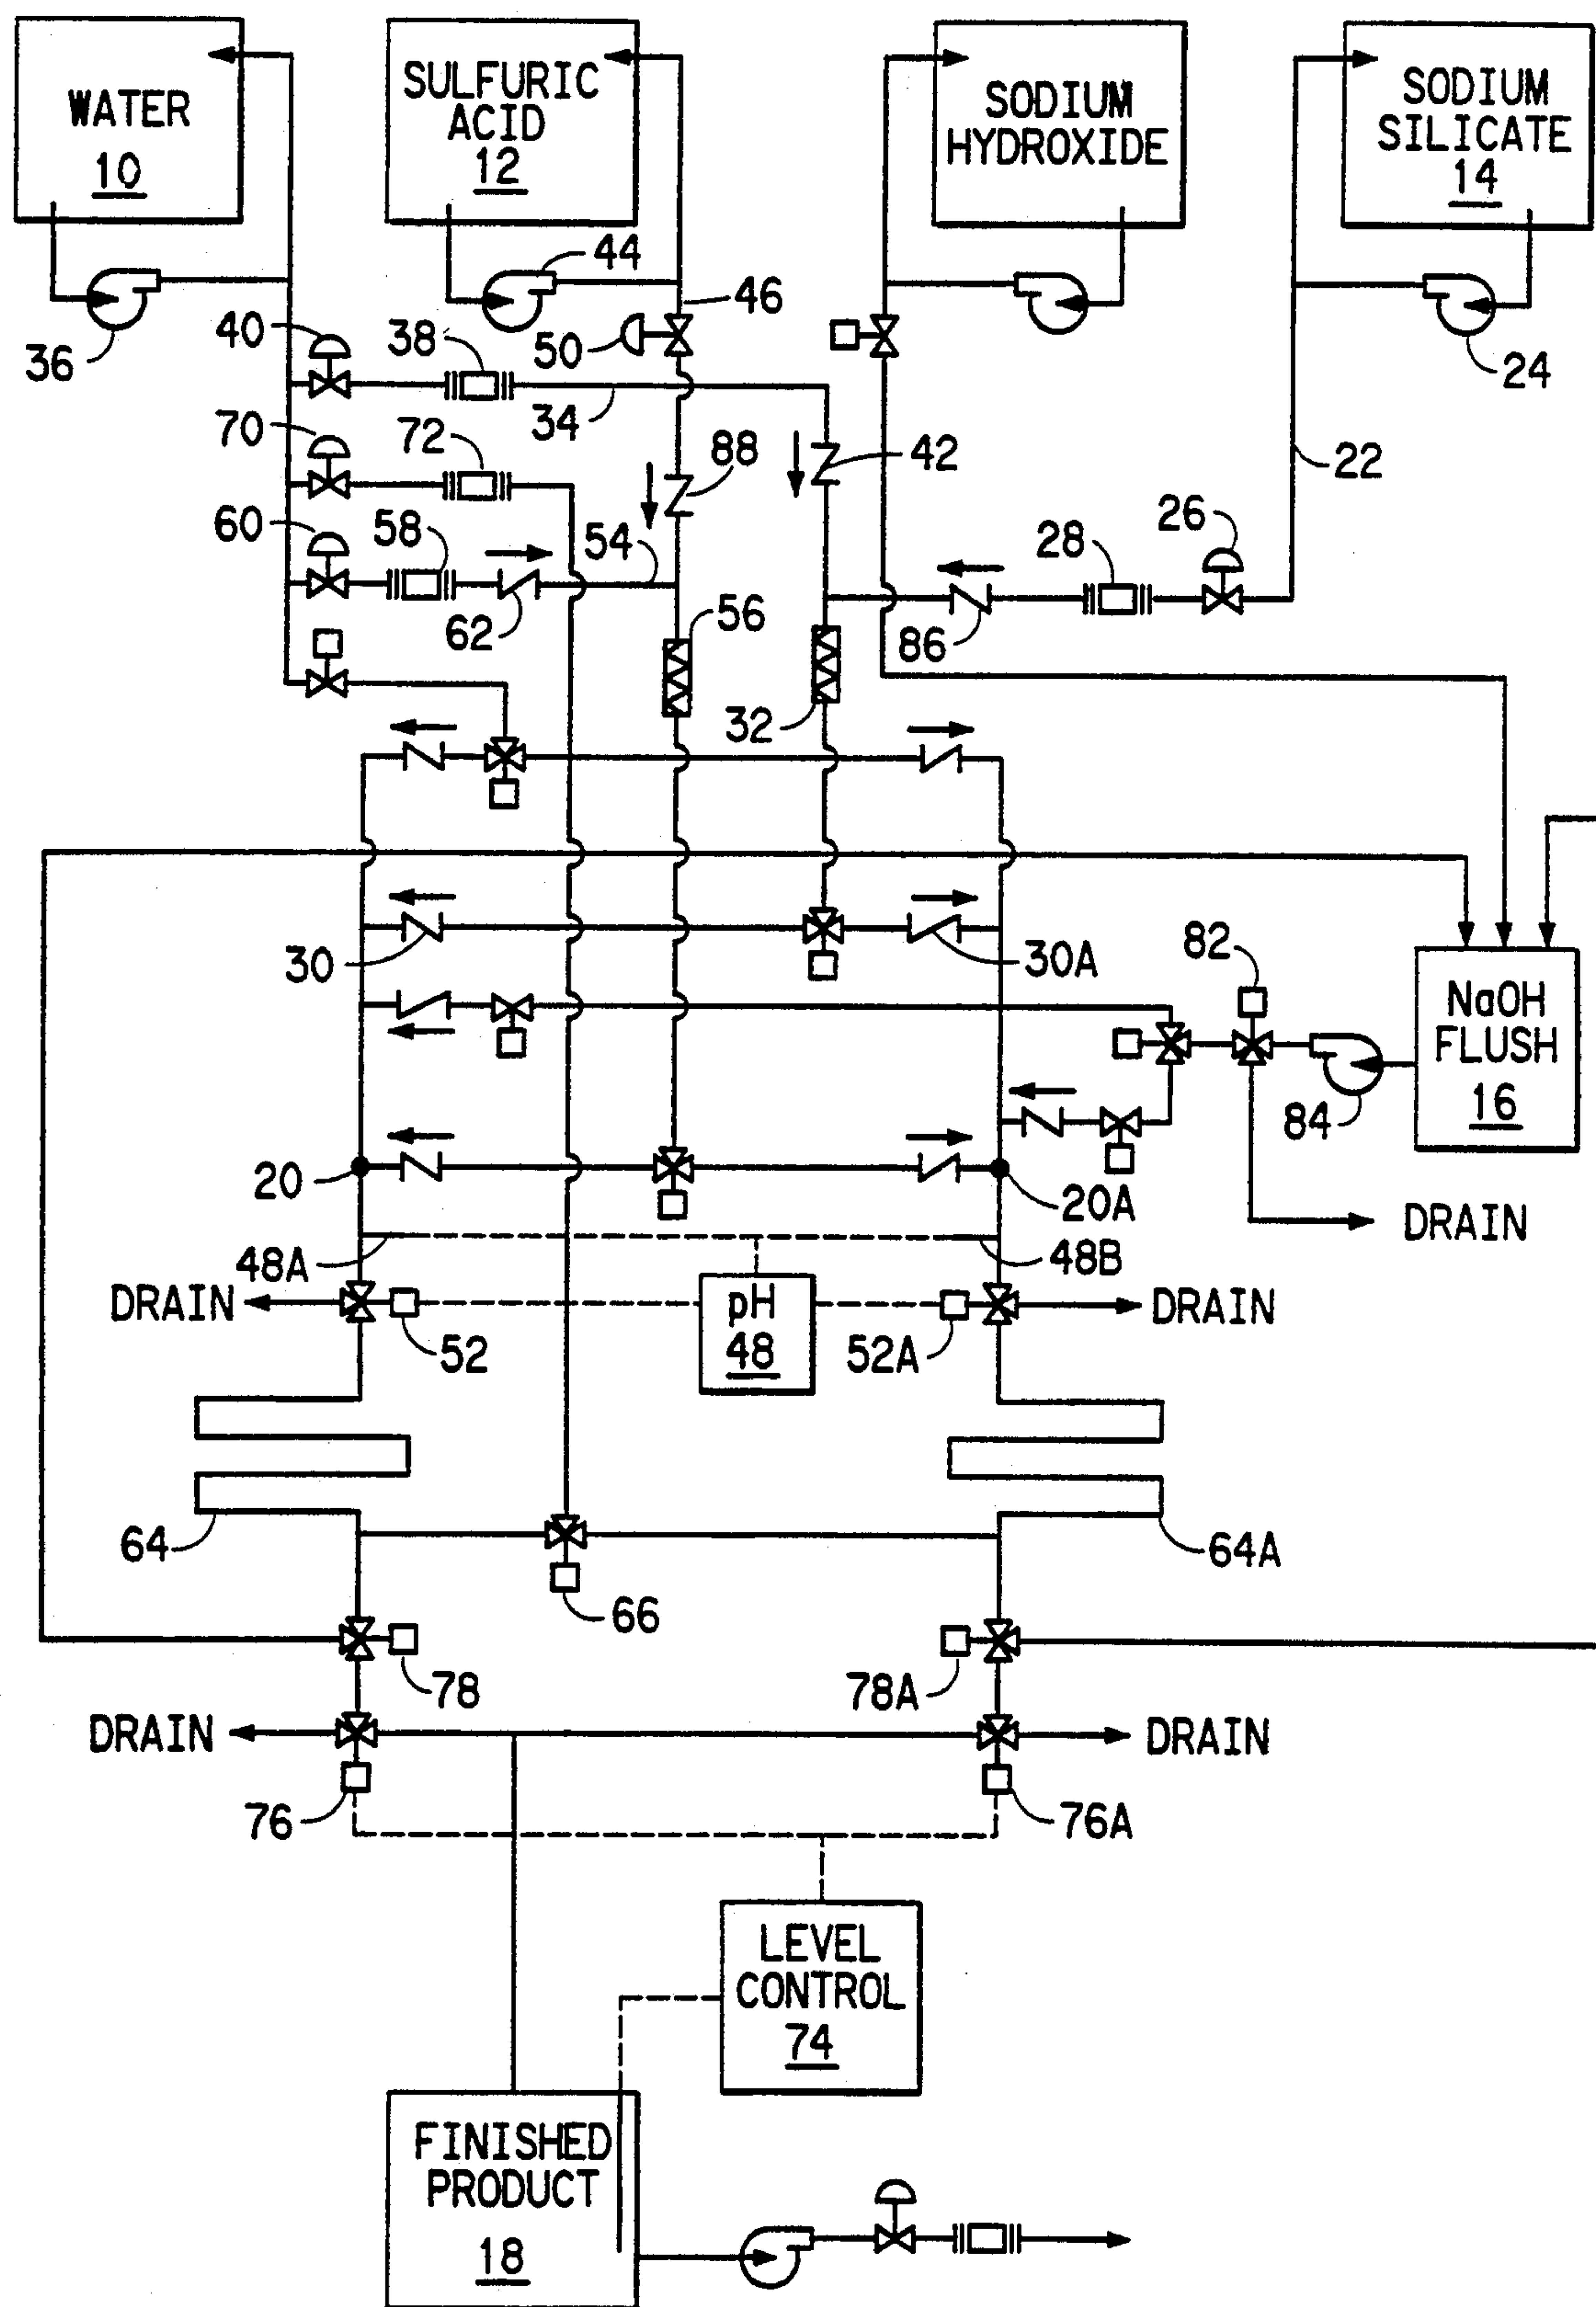 WATER
10
SULFURIC
ACID
12
SODIUM
HYDROXIDE
SODIUM
SILICATE
14
44
46
36
40
38
50
24
34
70
72
88
42
22
60
58
54
26
28
62
56
86
32
30
30A
82
NaOH
FLUSH
16
84
20
20A
DRAIN
48A
48B
DRAIN
pH
48
DRAIN
52
52A
64
64A
66
78
78A
DRAIN
DRAIN
76
76A
LEVEL
CONTROL
74
FINISHED
PRODUCT
18